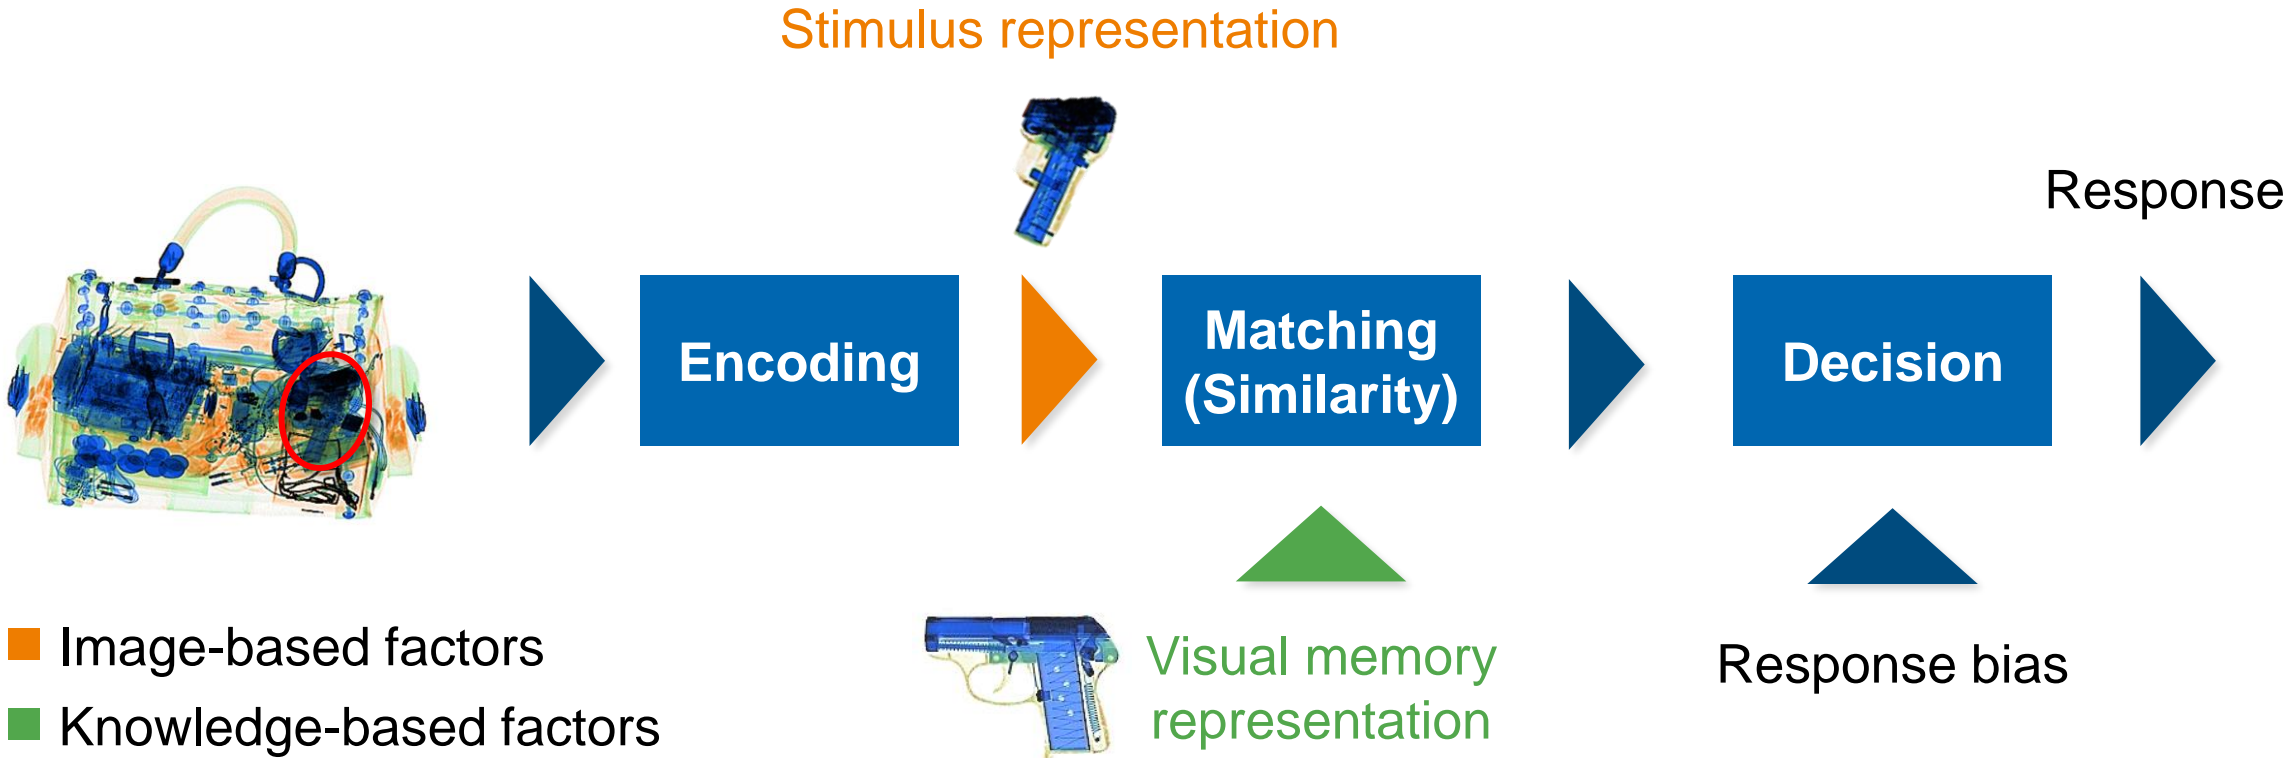 Stimulus representation
Response
Encoding
Matching
(Similarity)
Decision
Image-based factors
Knowledge-based factors
Visual memory
representation
Response bias